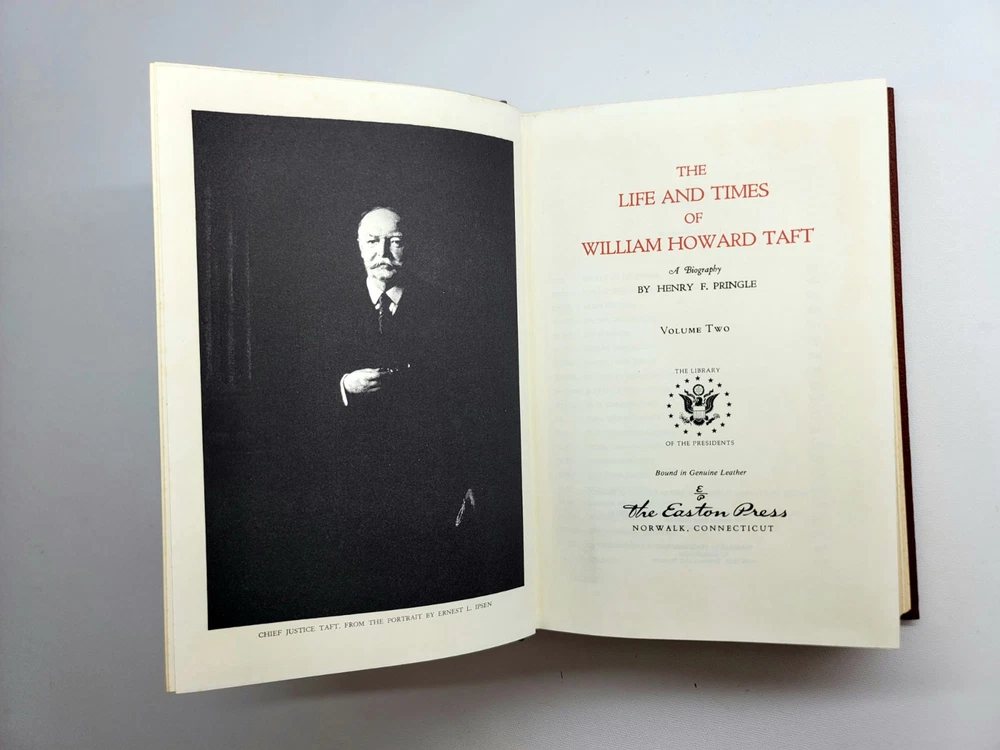 CHIEF JUSTICE TAFT. FROM THE PORTRAIT BY ERNEST L. IPSEN
THE
LIFE AND TIMES
OF
WILLIAM HOWARD TAFT
A Biography
BY HENRY F. PRINGLE
VOLUME TWO
THE LIBRARY
OF THE PRESIDENTS
Bound in Genuine Leather
E
P
The Easton Press
NORWALK, CONNECTICUT